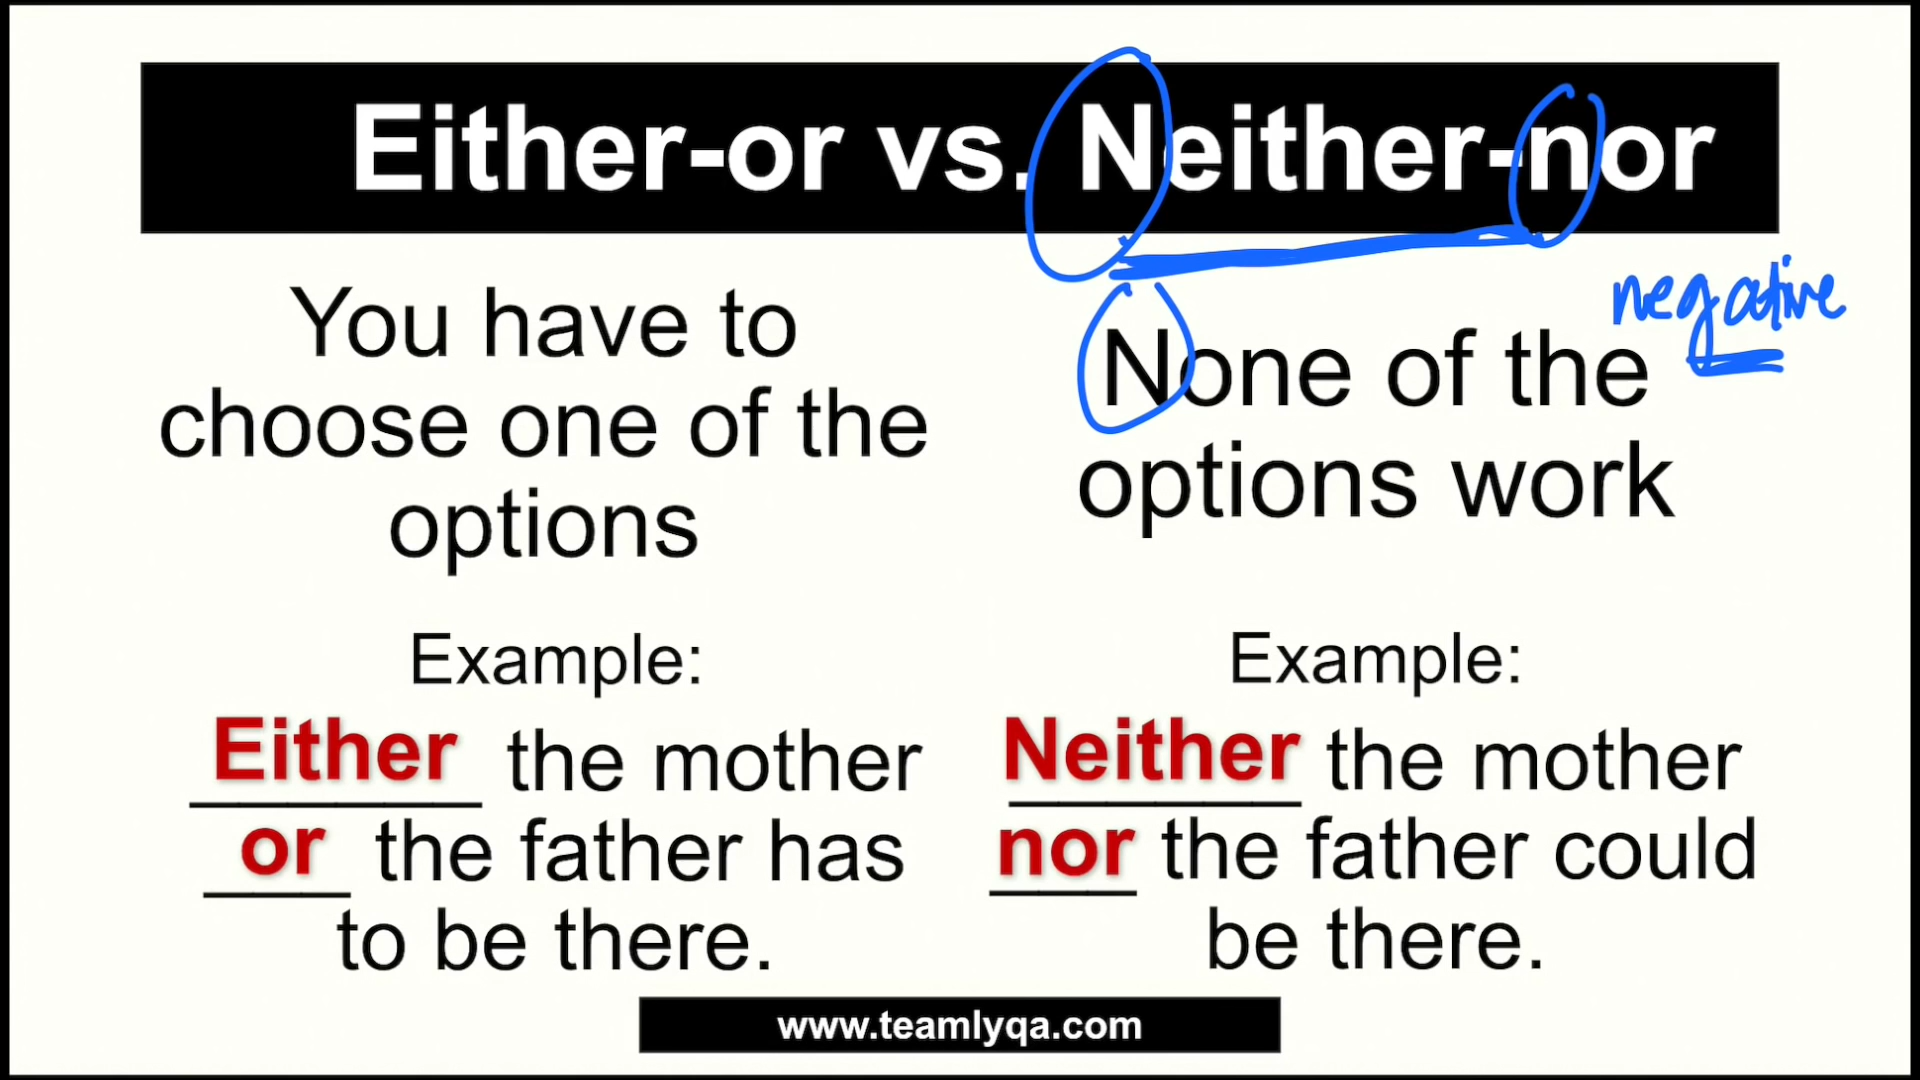 Either-or vs. Neither-nor
You have to
choose one of the
options
negative
None of the
options work
Example:
Either the mother
or the father has
to be there.
Example:
Neither the mother
nor the father could
be there.
www.teamlyqa.com